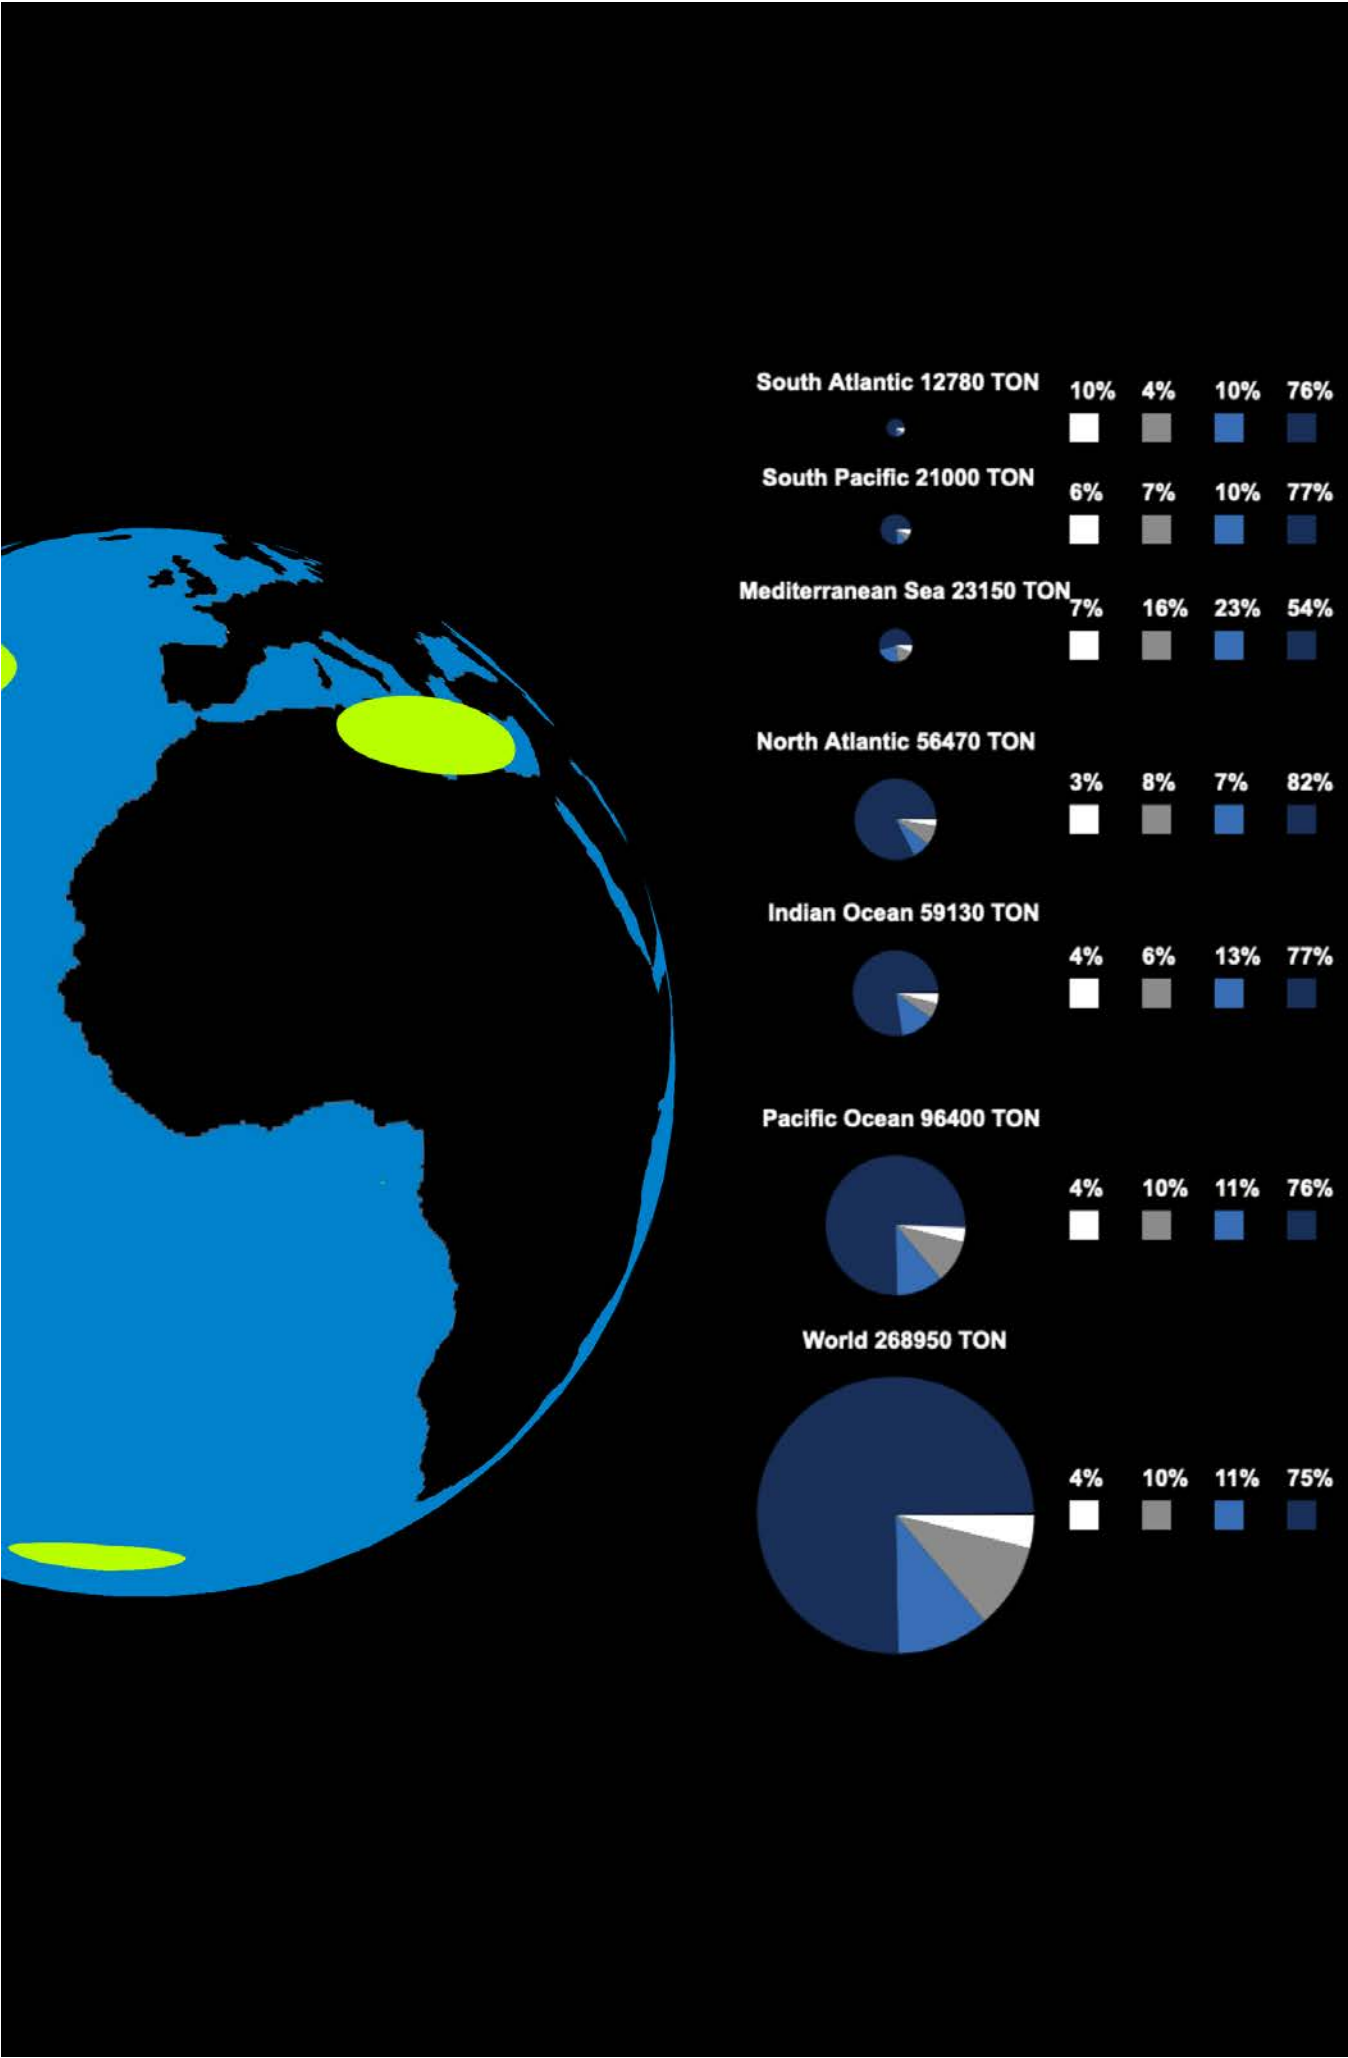 South Atlantic 12780 TON
10% 4% 10% 76%
South Pacific 21000 TON
6% 7% 10% 77%
Mediterranean Sea 23150 TON
7% 16% 23% 54%
North Atlantic 56470 TON
3% 8% 7% 82%
Indian Ocean 59130 TON
4% 6% 13% 77%
Pacific Ocean 96400 TON
4% 10% 11% 76%
World 268950 TON
4% 10% 11% 75%